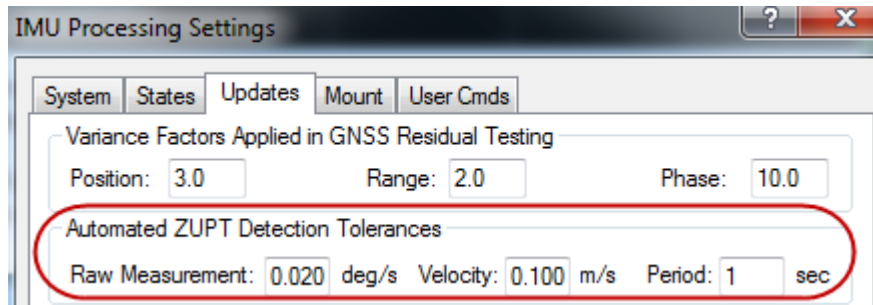 IMU Processing Settings
?
X
System States Updates Mount User Cmds
Variance Factors Applied in GNSS Residual Testing
Position: 3.0 Range: 2.0 Phase: 10.0
Automated ZUPT Detection Tolerances
Raw Measurement: 0.020 deg/s Velocity: 0.100 m/s Period: 1 sec